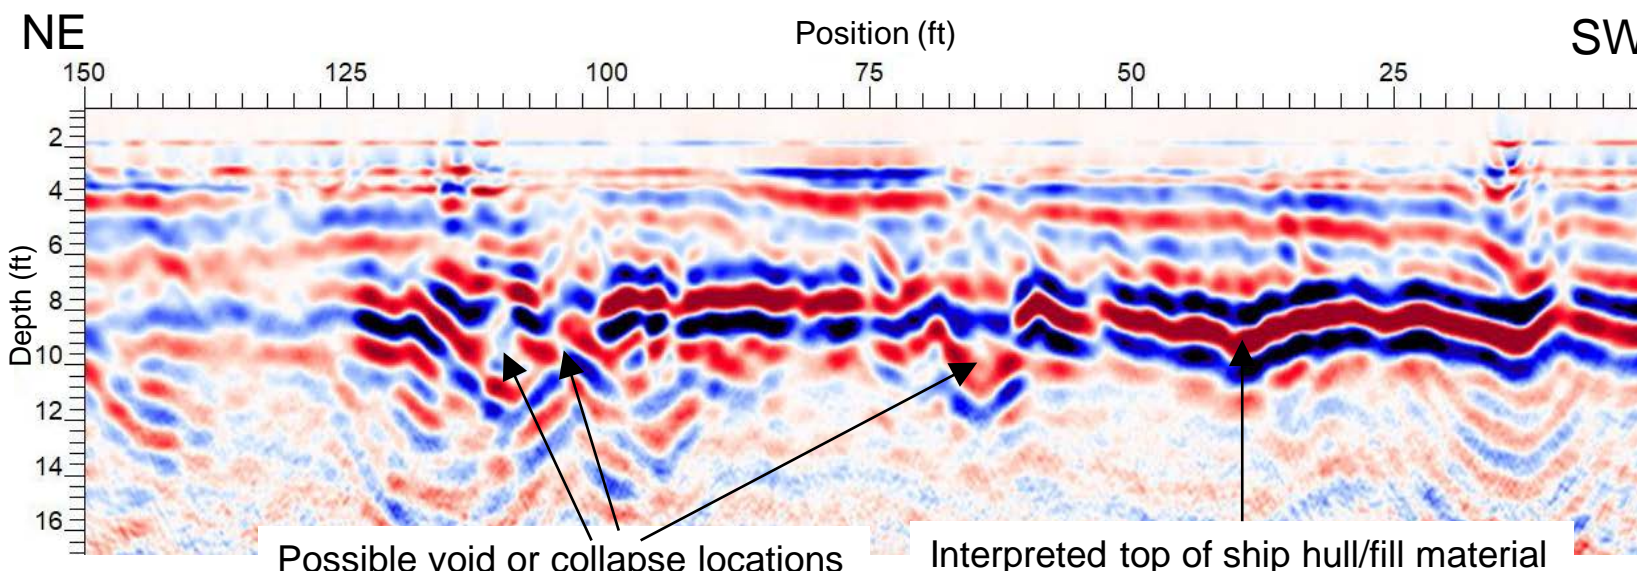 NE
Position (ft)
SW
150 125 100 75 50 25
Depth (ft)
2
4
6
8
10
12
14
16
Possible void or collapse locations
Interpreted top of ship hull/fill material